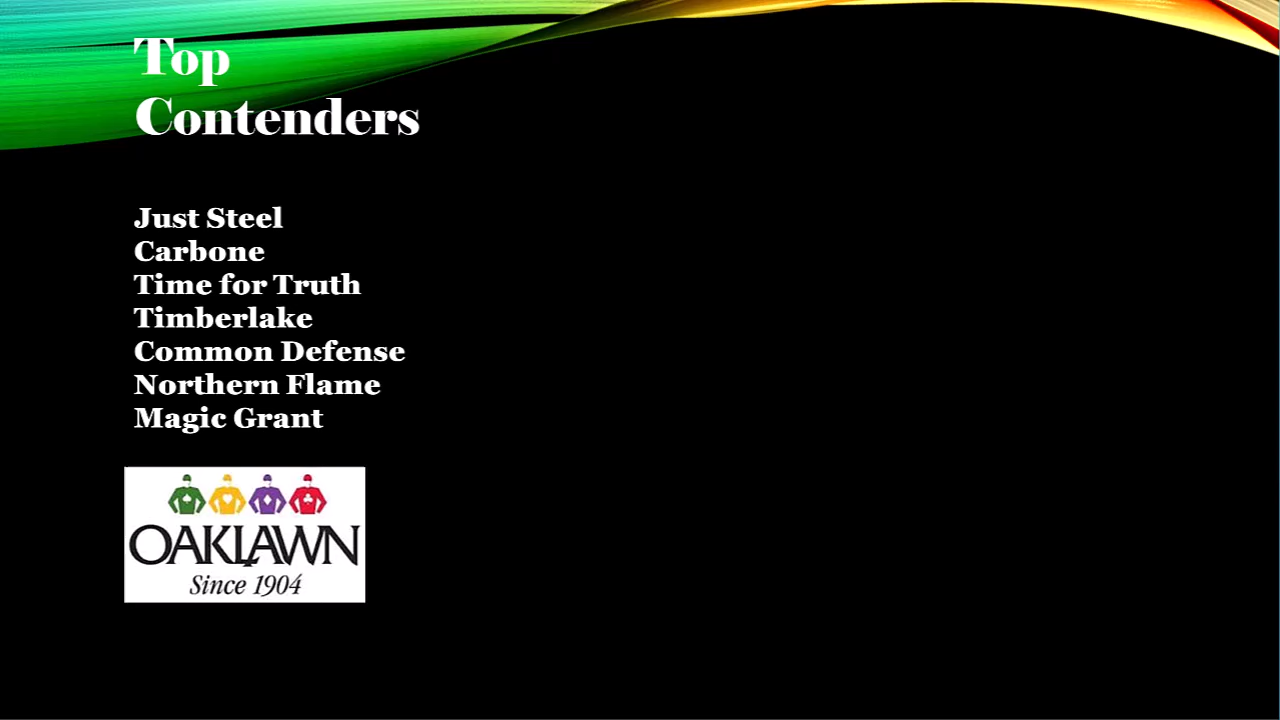 Top
Contenders
Just Steel
Carbone
Time for Truth
Timberlake
Common Defense
Northern Flame
Magic Grant
OAKLAWN
Since 1904